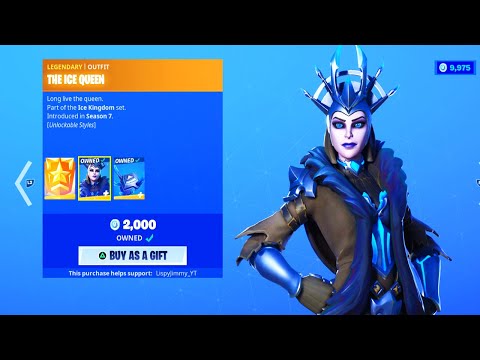 LEGENDARY | OUTFIT
THE ICE QUEEN
9,975
Long live the queen.
Part of the Ice Kingdom set.
Introduced in Season 7.
[Unlockable Styles]
OWNED
OWNED
2,000
OWNED
BUY AS A GIFT
This purchase helps support: LispyJimmy_YT